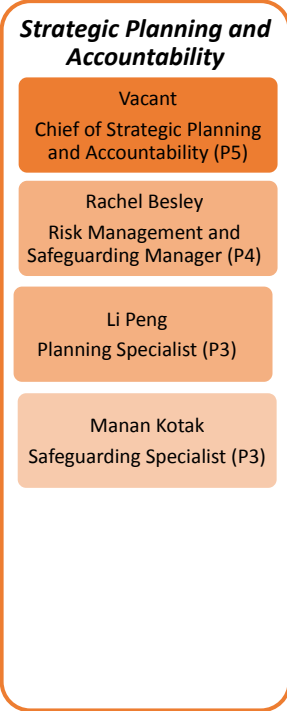 Strategic Planning and
Accountability
Vacant
Chief of Strategic Planning
and Accountability (P5)
Rachel Besley
Risk Management and
Safeguarding Manager (P4)
Li Peng
Planning Specialist (P3)
Manan Kotak
Safeguarding Specialist (P3)